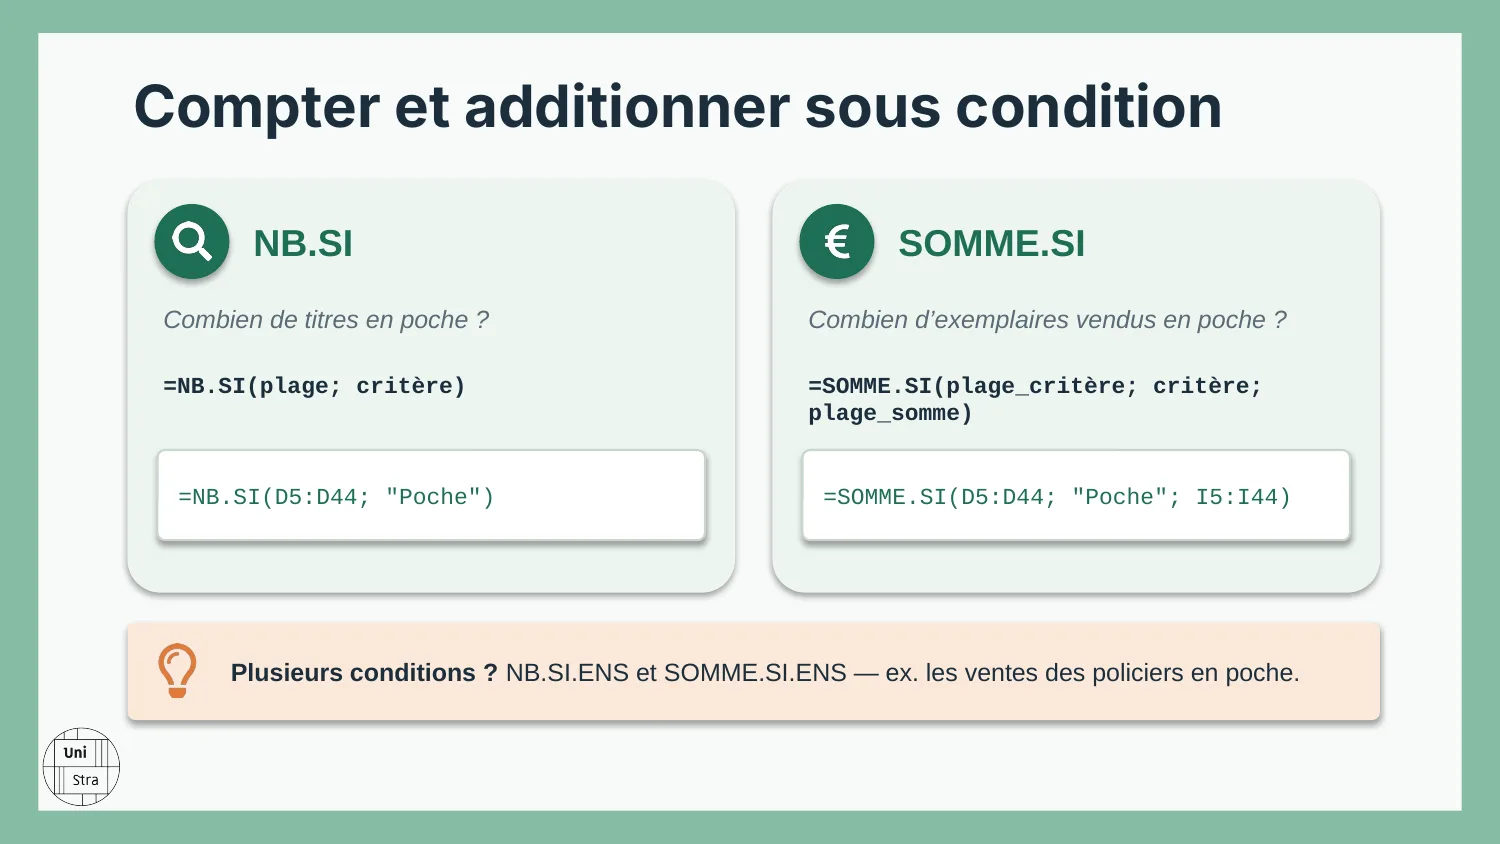 Compter et additionner sous condition
NB.SI
Combien de titres en poche ?
=NB.SI(plage; critère)
=NB.SI(D5:D44; "Poche")
€ SOMME.SI
Combien d’exemplaires vendus en poche ?
=SOMME.SI(plage_critère; critère;
plage_somme)
=SOMME.SI(D5:D44; "Poche"; I5:I44)
Plusieurs conditions ? NB.SI.ENS et SOMME.SI.ENS — ex. les ventes des policiers en poche.
Uni
Stra